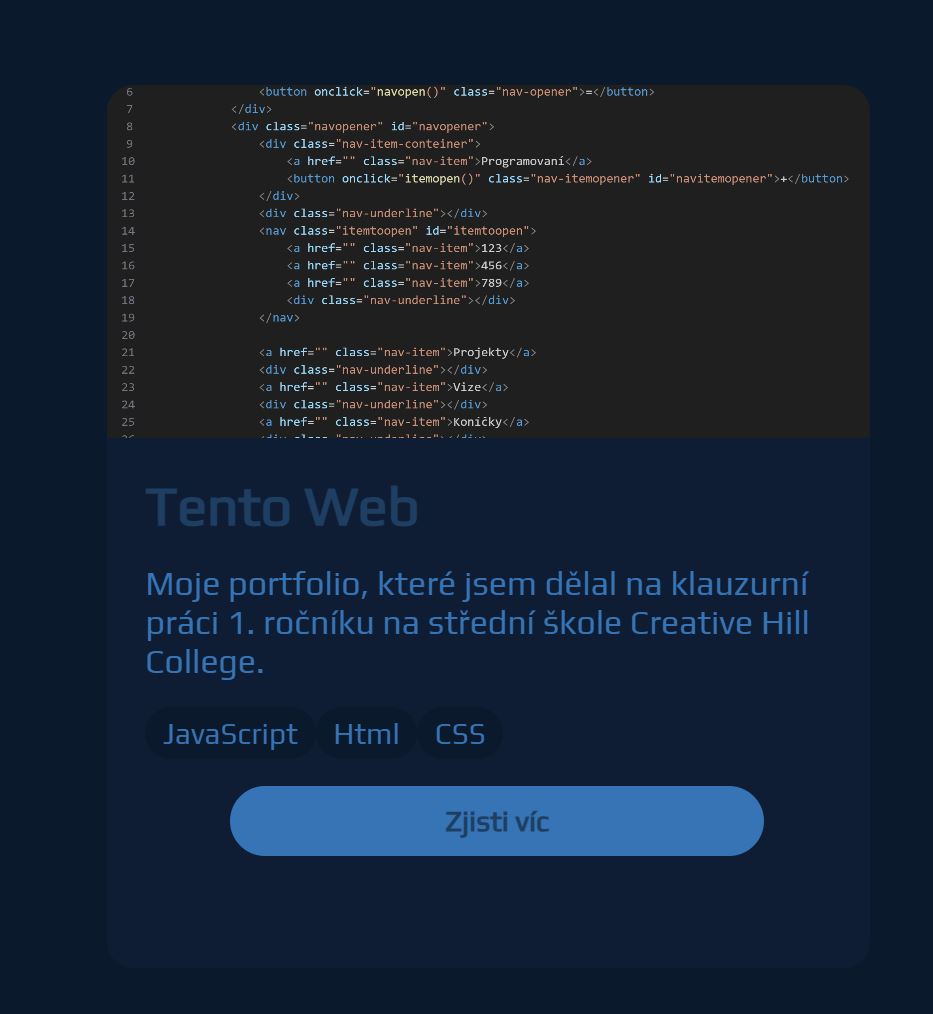 6 <button onclick="navopen()" class="nav-opener">=</button>
7 </div>
8 <div class="navopener" id="navopener">
9 <div class="nav-item-conteiner">
10 <a href="" class="nav-item">Programovaní</a>
11 <button onclick="itemopen()" class="nav-itemopener" id="navitemopener">+</button>
12 </div>
13 <div class="nav-underline"></div>
14 <nav class="itemtoopen" id="itemtoopen">
15 <a href="" class="nav-item">123</a>
16 <a href="" class="nav-item">456</a>
17 <a href="" class="nav-item">789</a>
18 <div class="nav-underline"></div>
19 </nav>
20
21 <a href="" class="nav-item">Projekty</a>
22 <div class="nav-underline"></div>
23 <a href="" class="nav-item">Vize</a>
24 <div class="nav-underline"></div>
25 <a href="" class="nav-item">Koníčky</a>
26 <div class="nav-underline"></div>
Tento Web
Moje portfolio, které jsem dělal na klauzurní
práci 1. ročníku na střední škole Creative Hill
College.
JavaScript Html CSS
Zjisti víc